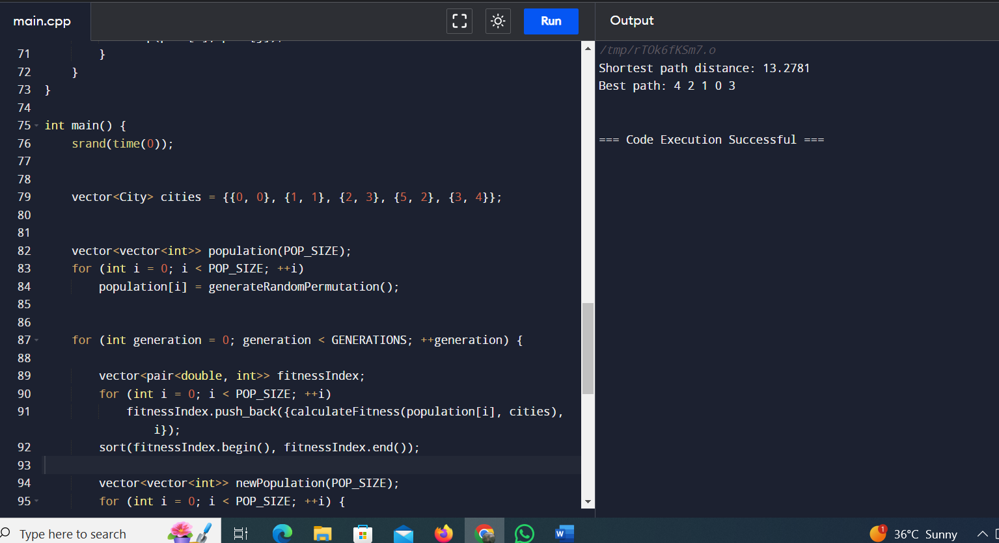 main.cpp
Run
Output
71 }
72 }
73 }
74
75 int main() {
76 srand(time(0));
77
78
79 vector<City> cities = {{0, 0}, {1, 1}, {2, 3}, {5, 2}, {3, 4}};
80
81
82 vector<vector<int>> population(POP_SIZE);
83 for (int i = 0; i < POP_SIZE; ++i)
84 population[i] = generateRandomPermutation();
85
86
87 for (int generation = 0; generation < GENERATIONS; ++generation) {
88
89 vector<pair<double, int>> fitnessIndex;
90 for (int i = 0; i < POP_SIZE; ++i)
91 fitnessIndex.push_back({calculateFitness(population[i], cities),
i});
92 sort(fitnessIndex.begin(), fitnessIndex.end());
93
94 vector<vector<int>> newPopulation(POP_SIZE);
95 for (int i = 0; i < POP_SIZE; ++i) {
/tmp/rTOk6fKSm7.o
Shortest path distance: 13.2781
Best path: 4 2 1 0 3
=== Code Execution Successful ===
Type here to search
W
1
36°C Sunny